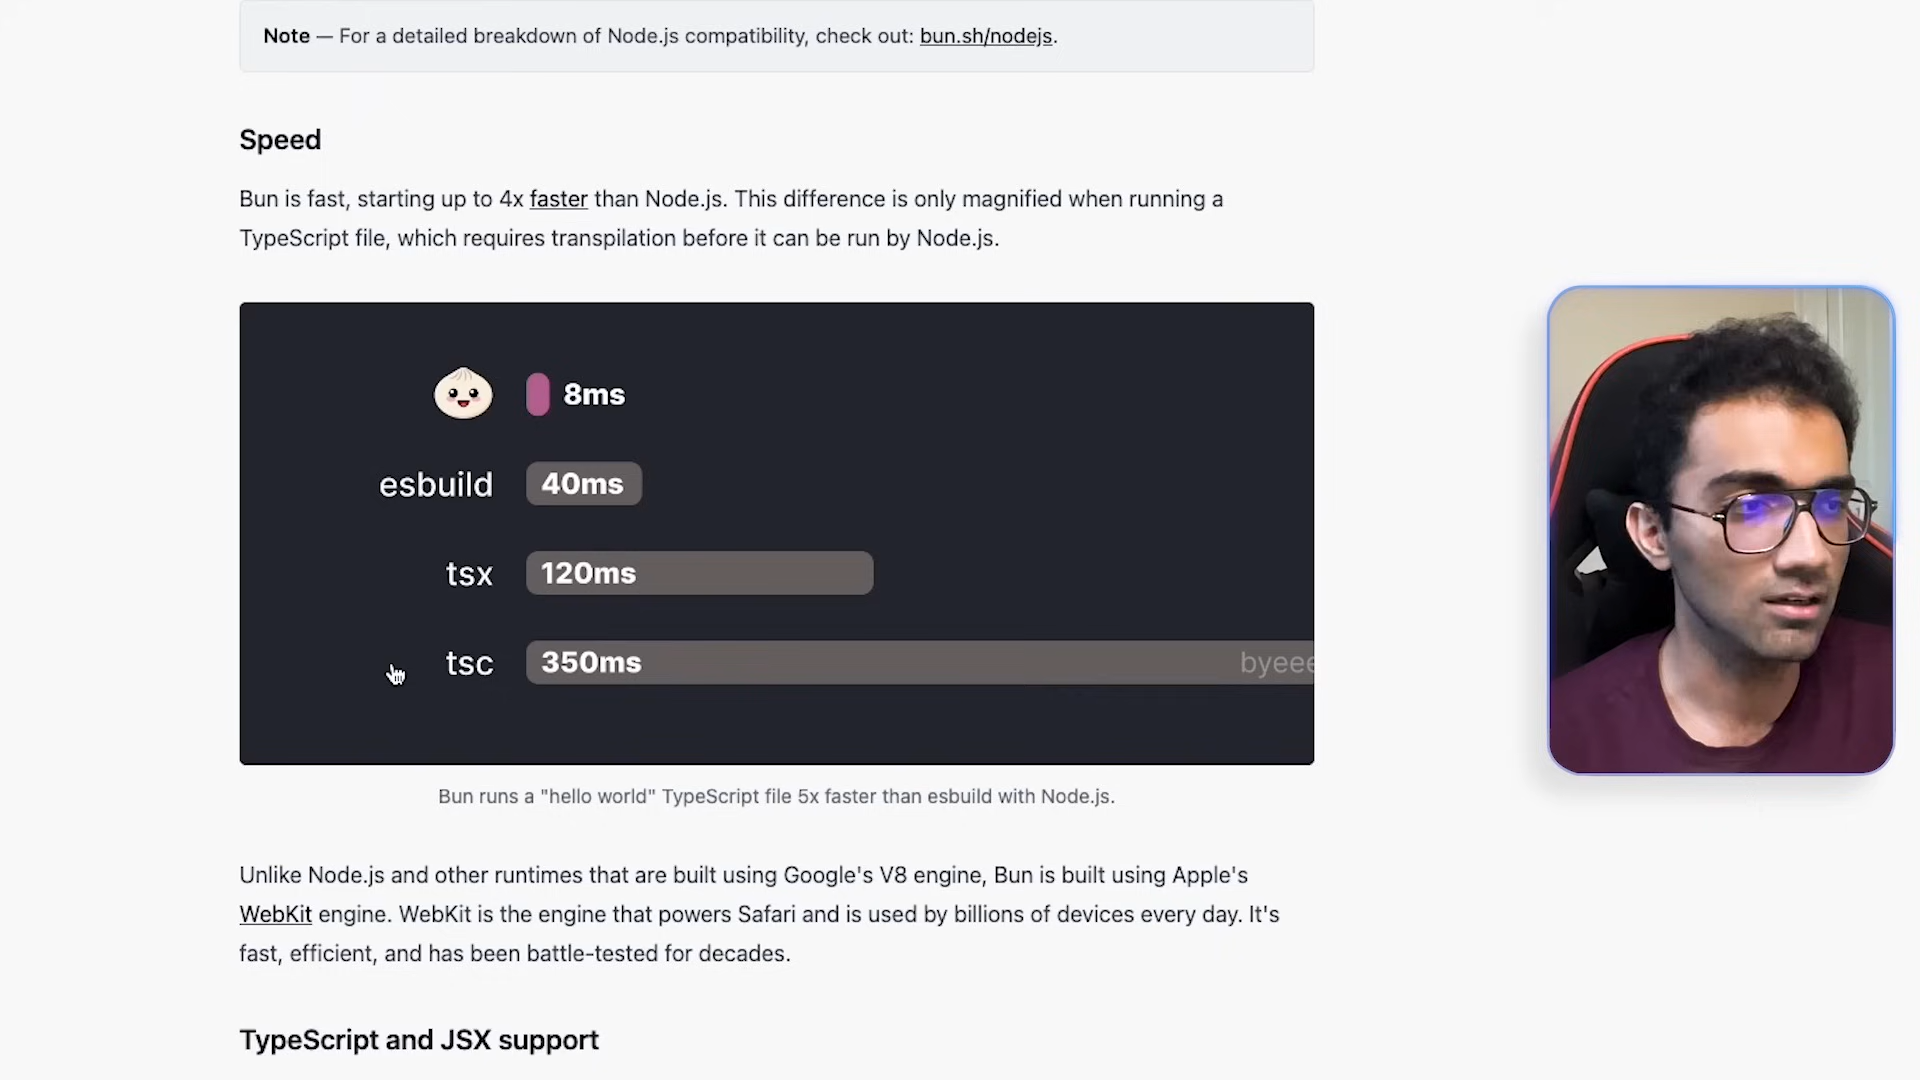 Note — For a detailed breakdown of Node.js compatibility, check out: bun.sh/nodejs.
Speed
Bun is fast, starting up to 4x faster than Node.js. This difference is only magnified when running a
TypeScript file, which requires transpilation before it can be run by Node.js.
8ms
esbuild 40ms
tsx 120ms
tsc 350ms byeee
Bun runs a "hello world" TypeScript file 5x faster than esbuild with Node.js.
Unlike Node.js and other runtimes that are built using Google's V8 engine, Bun is built using Apple's
WebKit engine. WebKit is the engine that powers Safari and is used by billions of devices every day. It's
fast, efficient, and has been battle-tested for decades.
TypeScript and JSX support